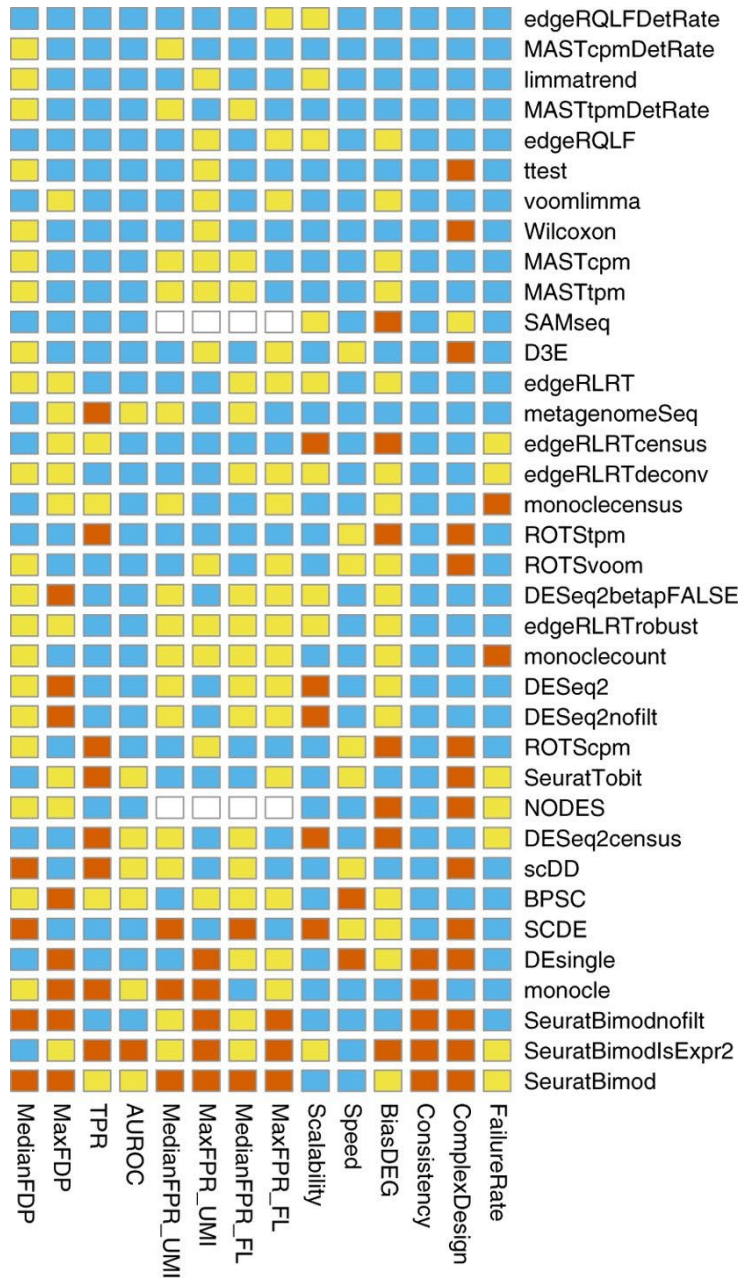 edgeRQLFDetRate
MASTcpmDetRate
limmatrend
MASTtpmDetRate
edgeRQLF
ttest
voomlimma
Wilcoxon
MASTcpm
MASTtpm
SAMseq
D3E
edgeRLRT
metagenomeSeq
edgeRLRTcensus
edgeRLRTdeconv
monoclecensus
ROTStpm
ROTSvoom
DESeq2betapFALSE
edgeRLRTrobust
monoclecount
DESeq2
DESeq2nofilt
ROTScpm
SeuratTobit
NODES
DESeq2census
scDD
BPSC
SCDE
DEsingle
monocle
SeuratBimodnofilt
SeuratBimodIsExpr2
SeuratBimod
MedianFDP
MaxFDP
TPR
AUROC
MedianFPR_UMI
MaxFPR_UMI
MedianFPR_FL
MaxFPR_FL
Scalability
Speed
BiasDEG
Consistency
ComplexDesign
FailureRate